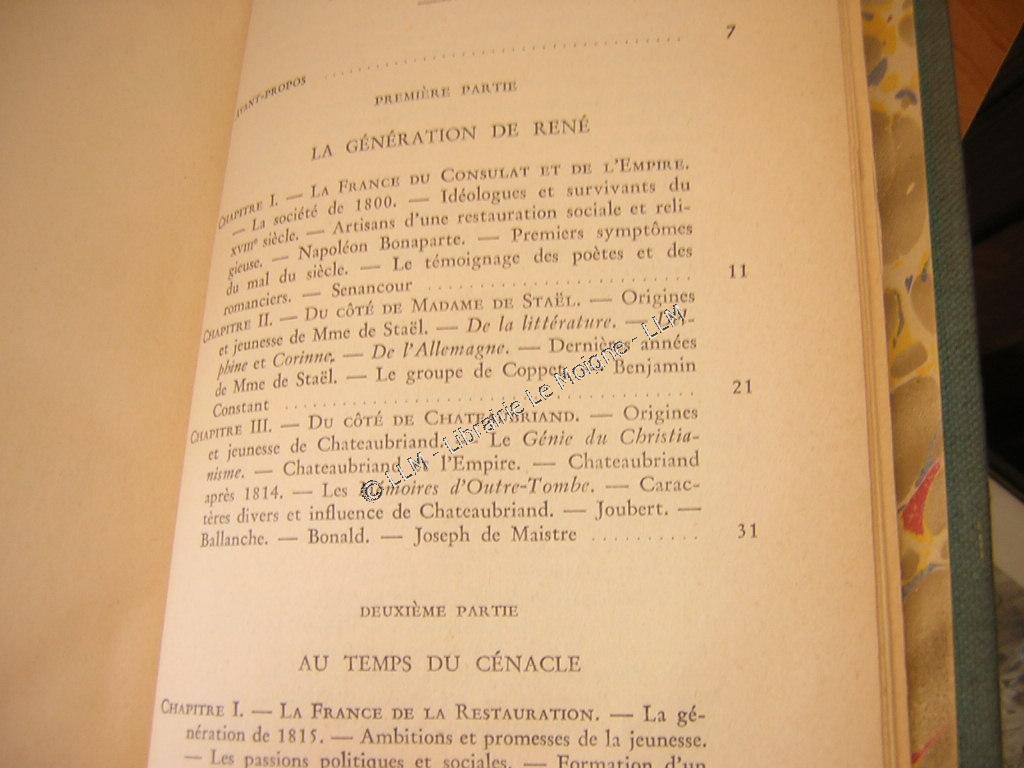 AVANT-PROPOS ........................................ 7
PREMIÈRE PARTIE
LA GÉNÉRATION DE RENÉ
CHAPITRE I. — LA FRANCE DU CONSULAT ET DE L'EMPIRE.
— La société de 1800. — Idéologues et survivants du
XVIIIe siècle. — Artisans d'une restauration sociale et reli-
gieuse. — Napoléon Bonaparte. — Premiers symptômes
du mal du siècle. — Le témoignage des poètes et des
romanciers. — Senancour ........................ 11
CHAPITRE II. — DU CÔTÉ DE MADAME DE STAËL. — Origines
et jeunesse de Mme de Staël. — De la littérature. — Del-
phine et Corinne. — De l'Allemagne. — Dernières années
de Mme de Staël. — Le groupe de Coppet. — Benjamin
Constant ........................................ 21
CHAPITRE III. — DU CÔTÉ DE CHATEAUBRIAND. — Origines
et jeunesse de Chateaubriand. — Le Génie du Christia-
nisme. — Chateaubriand et l'Empire. — Chateaubriand
après 1814. — Les Mémoires d'Outre-Tombe. — Carac-
tères divers et influence de Chateaubriand. — Joubert. —
Ballanche. — Bonald. — Joseph de Maistre .......... 31
© LLM - Librairie Le Moigne - LLM
DEUXIÈME PARTIE
AU TEMPS DU CÉNACLE
CHAPITRE I. — LA FRANCE DE LA RESTAURATION. — La gé-
nération de 1815. — Ambitions et promesses de la jeunesse.
— Les passions politiques et sociales. — Formation d'un